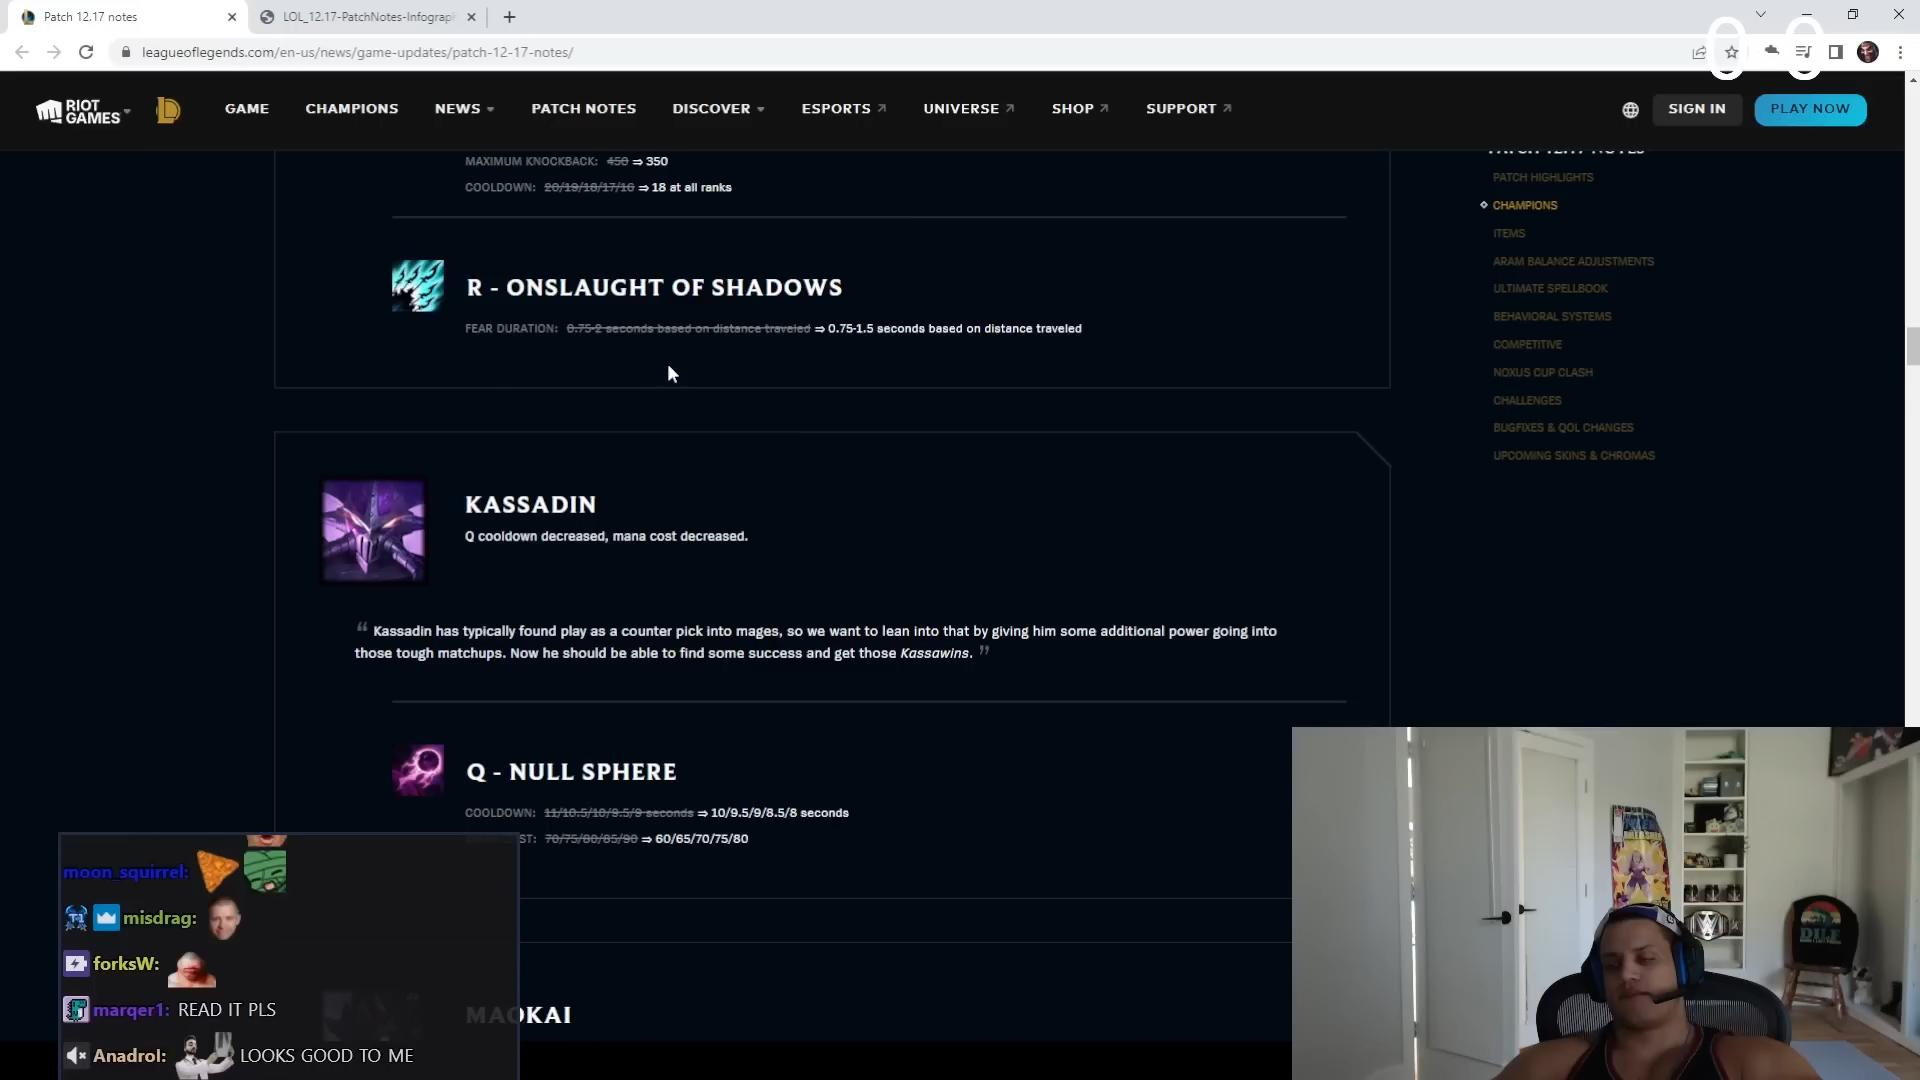 Patch 12.17 notes
LOL_12.17-PatchNotes-Infograp
leagueoflegends.com/en-us/news/game-updates/patch-12-17-notes/
RIOT GAMES
GAME
CHAMPIONS
NEWS
PATCH NOTES
DISCOVER
ESPORTS
UNIVERSE
SHOP
SUPPORT
SIGN IN
PLAY NOW
MAXIMUM KNOCKBACK: 450 ⇒ 350
COOLDOWN: 20/19/18/17/16 ⇒ 18 at all ranks
R - ONSLAUGHT OF SHADOWS
FEAR DURATION: 0.75-2 seconds based on distance traveled ⇒ 0.75-1.5 seconds based on distance traveled
KASSADIN
Q cooldown decreased, mana cost decreased.
“ Kassadin has typically found play as a counter pick into mages, so we want to lean into that by giving him some additional power going into
those tough matchups. Now he should be able to find some success and get those Kassawins. ”
Q - NULL SPHERE
COOLDOWN: 11/10.5/10/9.5/9 seconds ⇒ 10/9.5/9/8.5/8 seconds
ST: 70/75/80/85/90 ⇒ 60/65/70/75/80
MAOKAI
PATCH 12.17 NOTES
PATCH HIGHLIGHTS
CHAMPIONS
ITEMS
ARAM BALANCE ADJUSTMENTS
ULTIMATE SPELLBOOK
BEHAVIORAL SYSTEMS
COMPETITIVE
NOXUS CUP CLASH
CHALLENGES
BUGFIXES & QOL CHANGES
UPCOMING SKINS & CHROMAS
moon_squirrel:
misdrag:
forksW:
marqer1: READ IT PLS
Anadrol: LOOKS GOOD TO ME
DILF